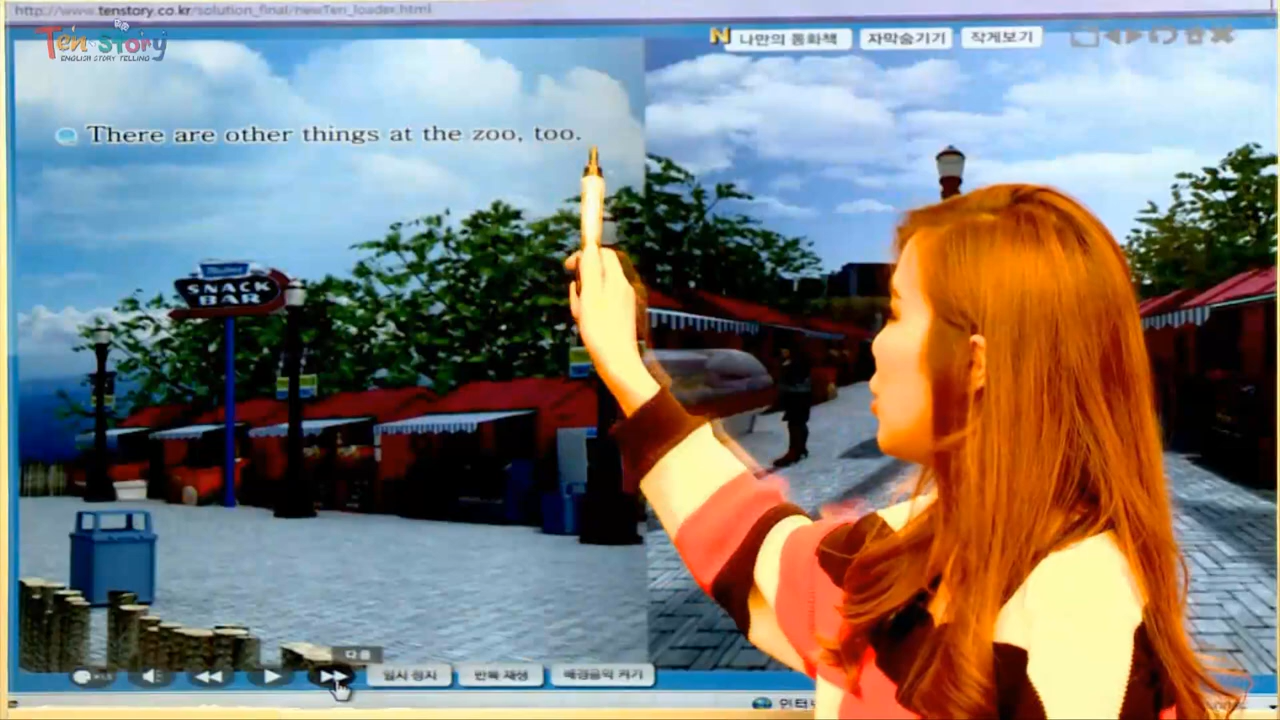 http://www.tenstory.co.kr/solution_final/newTen_loader.html
Ten Story
ENGLISH STORY TELLING
나만의 동화책
자막숨기기
작게보기
There are other things at the zoo, too.
SNACK
BAR
다음
일시 정지
반복 재생
배경음악 켜기